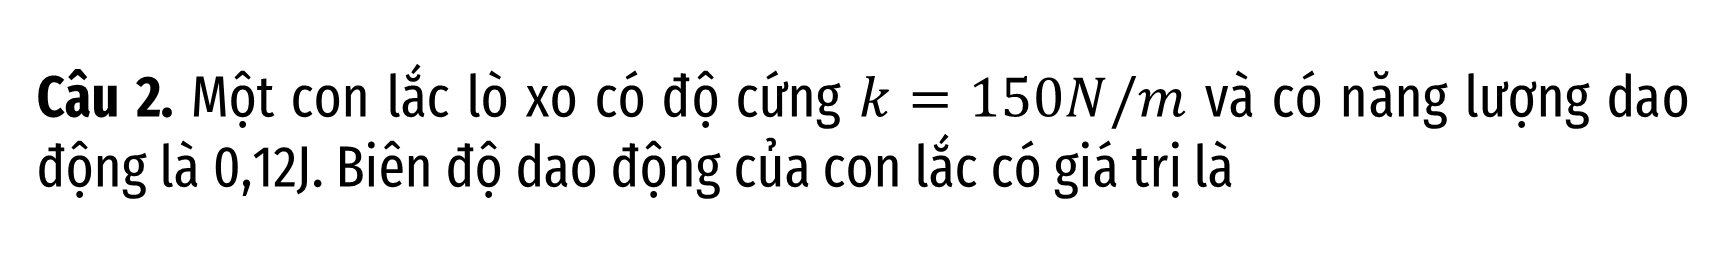 Câu 2. Một con lắc lò xo có độ cứng k = 150N/m và có năng lượng dao
động là 0,12J. Biên độ dao động của con lắc có giá trị là